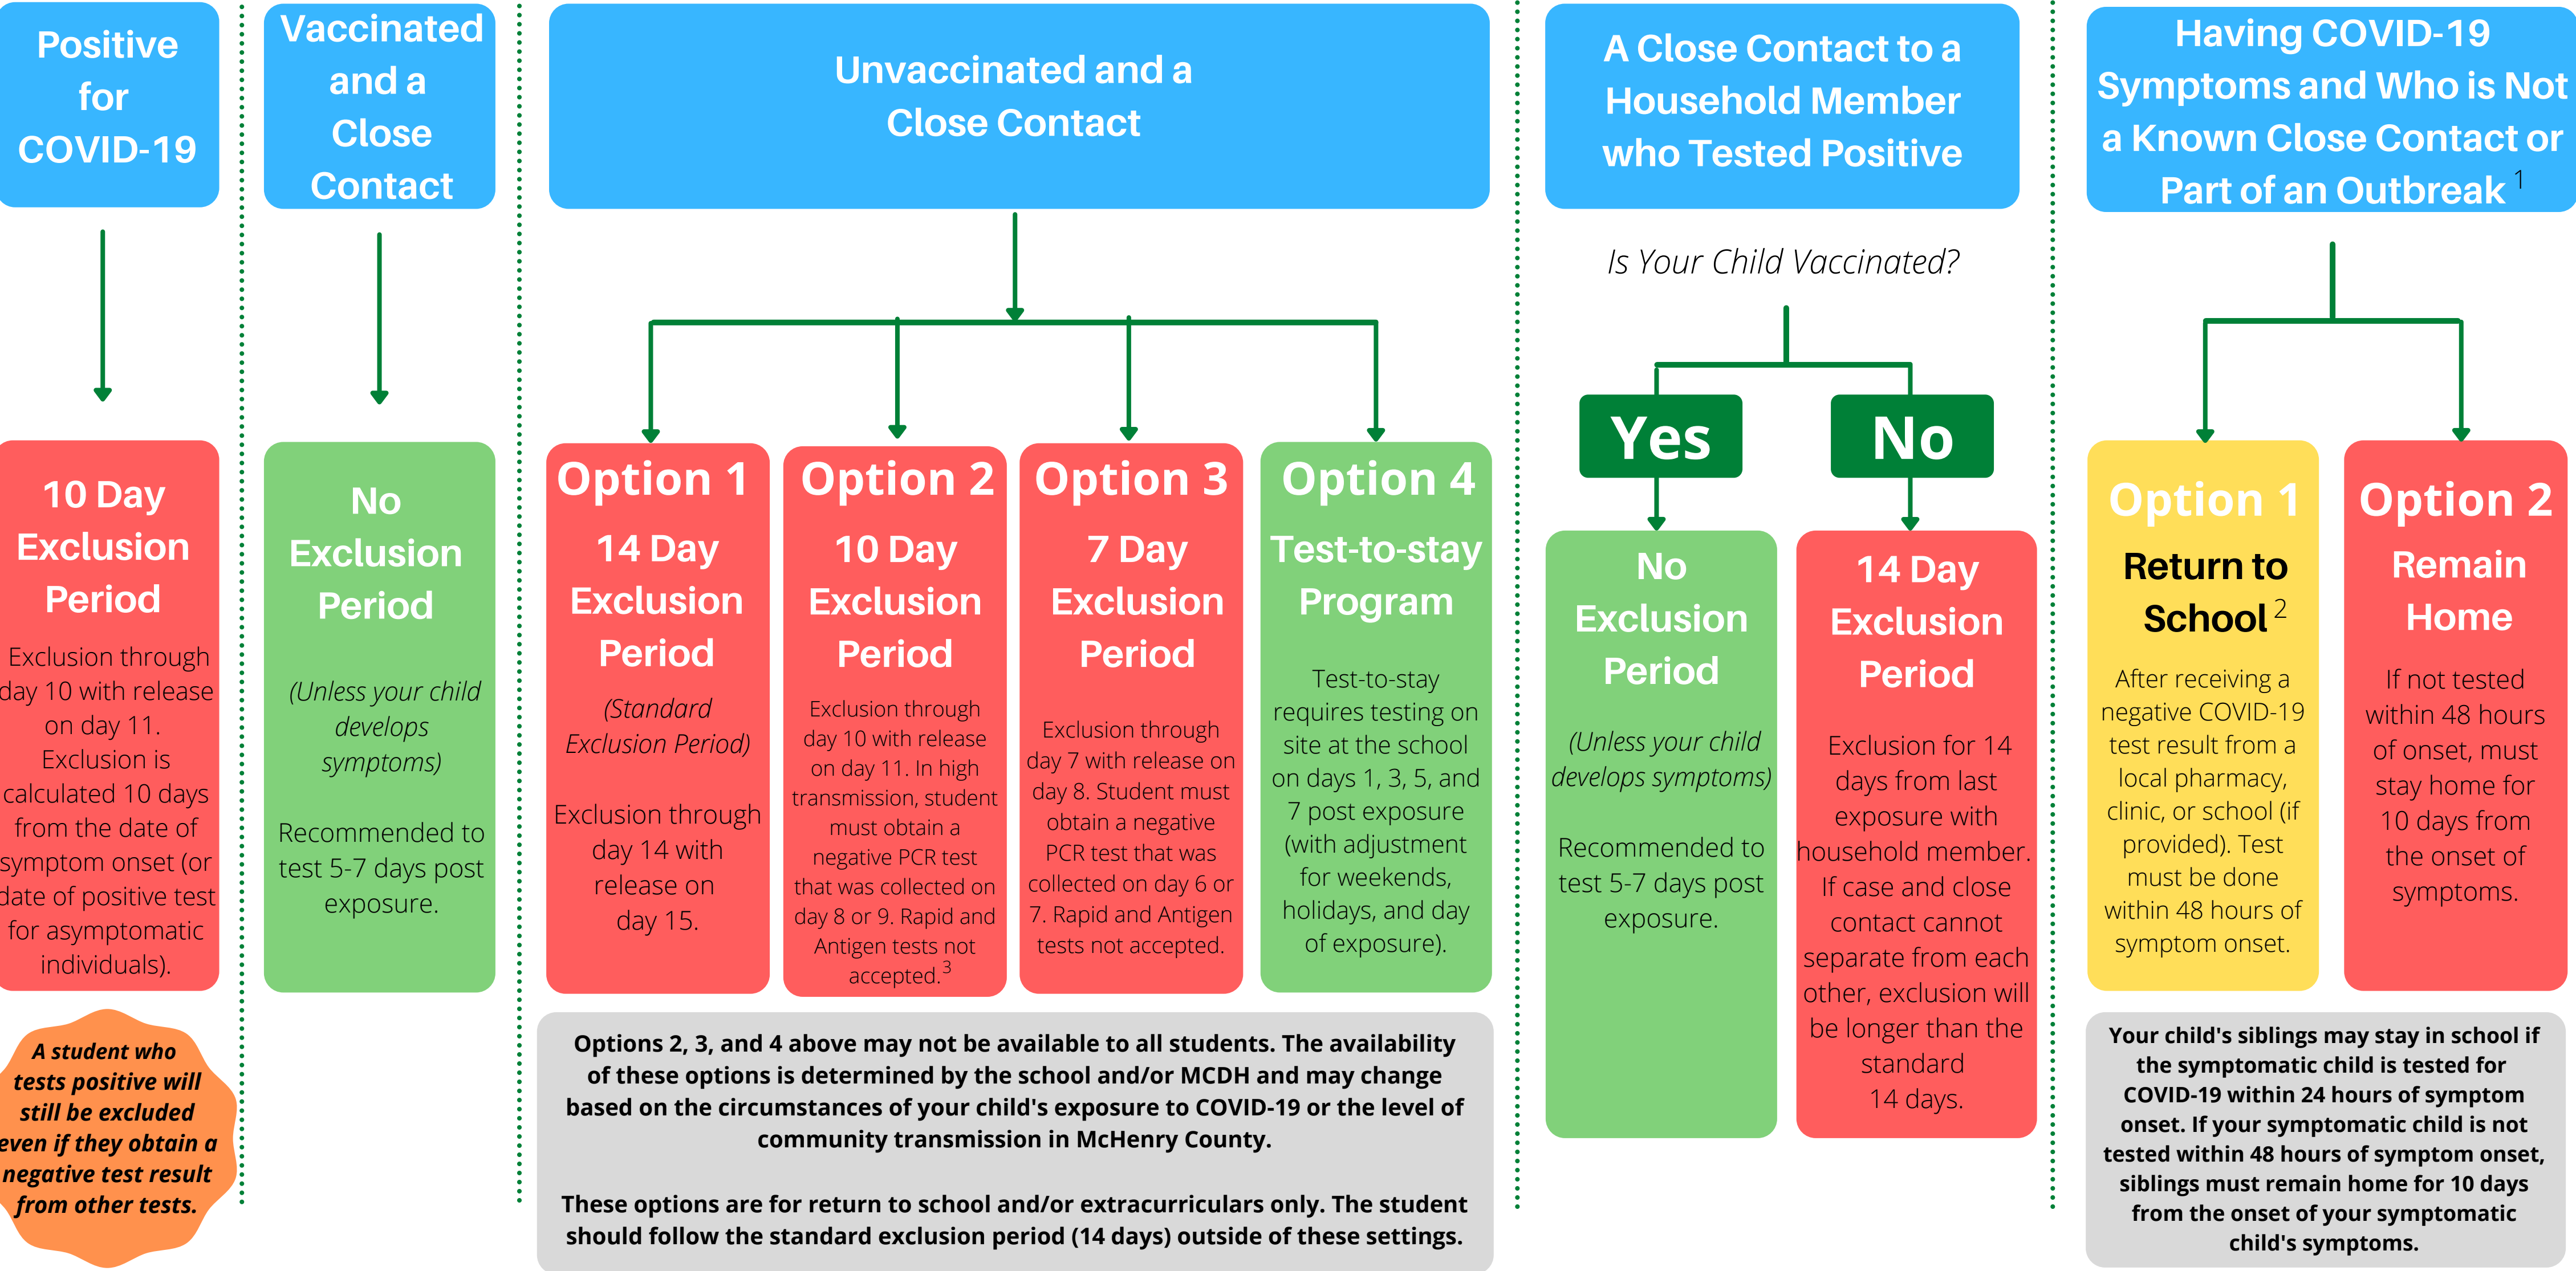 Positive
for
COVID-19
10 Day
Exclusion
Period
Exclusion through
day 10 with release
on day 11.
Exclusion is
calculated 10 days
from the date of
symptom onset (or
date of positive test
for asymptomatic
individuals).
A student who
tests positive will
still be excluded
even if they obtain a
negative test result
from other tests.
Vaccinated
and a
Close
Contact
No
Exclusion
Period
(Unless your child
develops
symptoms)
Recommended to
test 5-7 days post
exposure.
Unvaccinated and a
Close Contact
Option 1
14 Day
Exclusion
Period
(Standard
Exclusion Period)
Exclusion through
day 14 with
release on
day 15.
Option 2
10 Day
Exclusion
Period
Exclusion through
day 10 with release
on day 11. In high
transmission, student
must obtain a
negative PCR test
that was collected on
day 8 or 9. Rapid and
Antigen tests not
accepted.3
Option 3
7 Day
Exclusion
Period
Exclusion through
day 7 with release on
day 8. Student must
obtain a negative
PCR test that was
collected on day 6 or
7. Rapid and Antigen
tests not accepted.
Option 4
Test-to-stay
Program
Test-to-stay
requires testing on
site at the school
on days 1, 3, 5, and
7 post exposure
(with adjustment
for weekends,
holidays, and day
of exposure).
Options 2, 3, and 4 above may not be available to all students. The availability
of these options is determined by the school and/or MCDH and may change
based on the circumstances of your child's exposure to COVID-19 or the level of
community transmission in McHenry County.
These options are for return to school and/or extracurriculars only. The student
should follow the standard exclusion period (14 days) outside of these settings.
A Close Contact to a
Household Member
who Tested Positive
Is Your Child Vaccinated?
Yes
No
Exclusion
Period
(Unless your child
develops symptoms)
Recommended to
test 5-7 days post
exposure.
No
14 Day
Exclusion
Period
Exclusion for 14
days from last
exposure with
household member.
If case and close
contact cannot
separate from each
other, exclusion will
be longer than the
standard
14 days.
Having COVID-19
Symptoms and Who is Not
a Known Close Contact or
Part of an Outbreak 1
Option 1
Return to
School 2
After receiving a
negative COVID-19
test result from a
local pharmacy,
clinic, or school (if
provided). Test
must be done
within 48 hours of
symptom onset.
Option 2
Remain
Home
If not tested
within 48 hours
of onset, must
stay home for
10 days from
the onset of
symptoms.
Your child's siblings may stay in school if
the symptomatic child is tested for
COVID-19 within 24 hours of symptom
onset. If your symptomatic child is not
tested within 48 hours of symptom onset,
siblings must remain home for 10 days
from the onset of your symptomatic
child's symptoms.